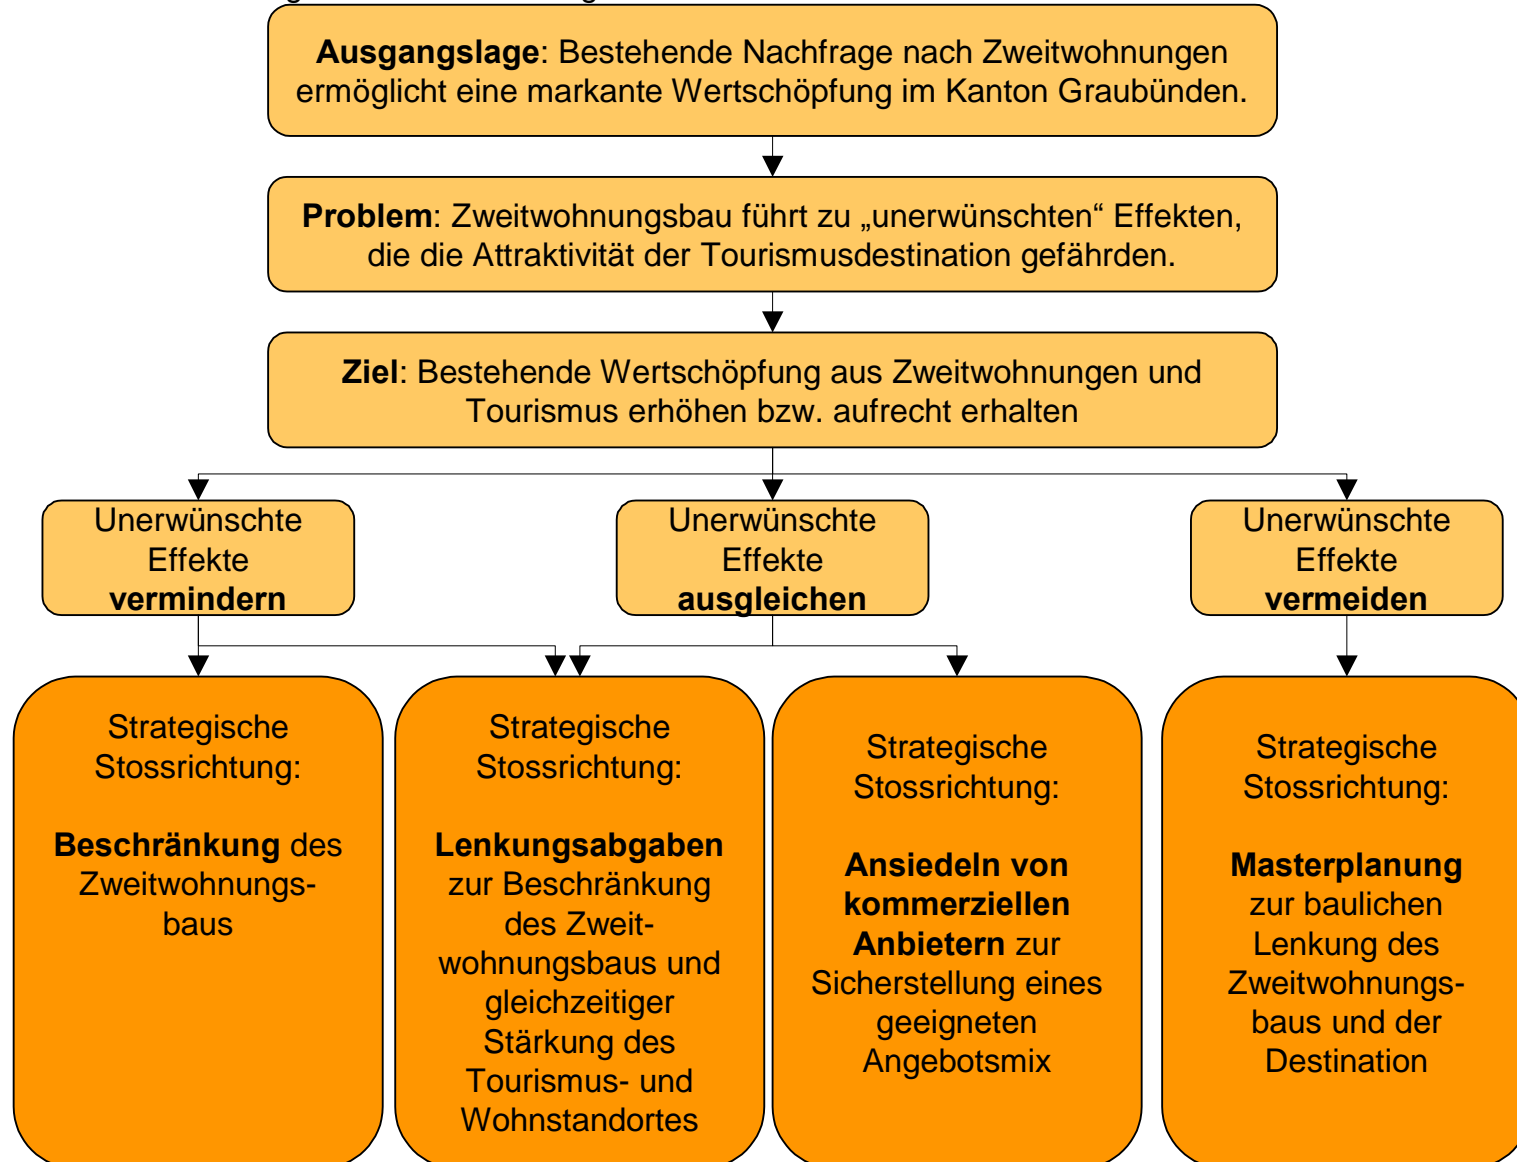 Ausgangslage: Bestehende Nachfrage nach Zweitwohnungen
ermöglicht eine markante Wertschöpfung im Kanton Graubünden.
Problem: Zweitwohnungsbau führt zu „unerwünschten“ Effekten,
die die Attraktivität der Tourismusdestination gefährden.
Ziel: Bestehende Wertschöpfung aus Zweitwohnungen und
Tourismus erhöhen bzw. aufrecht erhalten
Unerwünschte
Effekte
vermindern
Unerwünschte
Effekte
ausgleichen
Unerwünschte
Effekte
vermeiden
Strategische
Stossrichtung:
Beschränkung des
Zweitwohnungs-
baus
Strategische
Stossrichtung:
Lenkungsabgaben
zur Beschränkung
des Zweit-
wohnungsbaus und
gleichzeitiger
Stärkung des
Tourismus- und
Wohnstandortes
Strategische
Stossrichtung:
Ansiedeln von
kommerziellen
Anbietern zur
Sicherstellung eines
geeigneten
Angebotsmix
Strategische
Stossrichtung:
Masterplanung
zur baulichen
Lenkung des
Zweitwohnungs-
baus und der
Destination